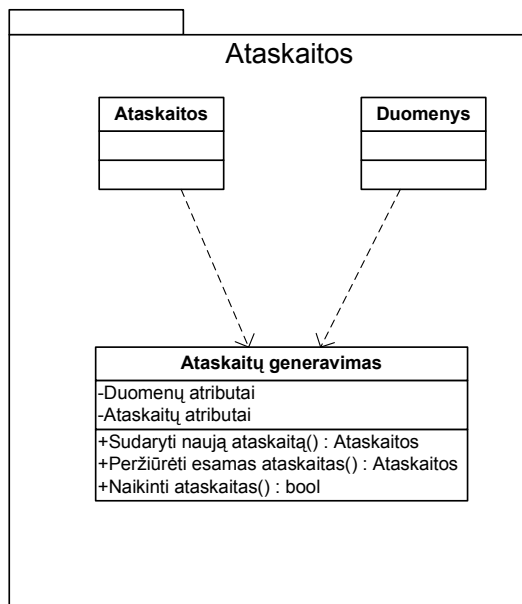 Ataskaitos
Ataskaitos
Duomenys
Ataskaitų generavimas
-Duomenų atributai
-Ataskaitų atributai
+Sudaryti naują ataskaitą() : Ataskaitos
+Peržiūrėti esamas ataskaitas() : Ataskaitos
+Naikinti ataskaitas() : bool